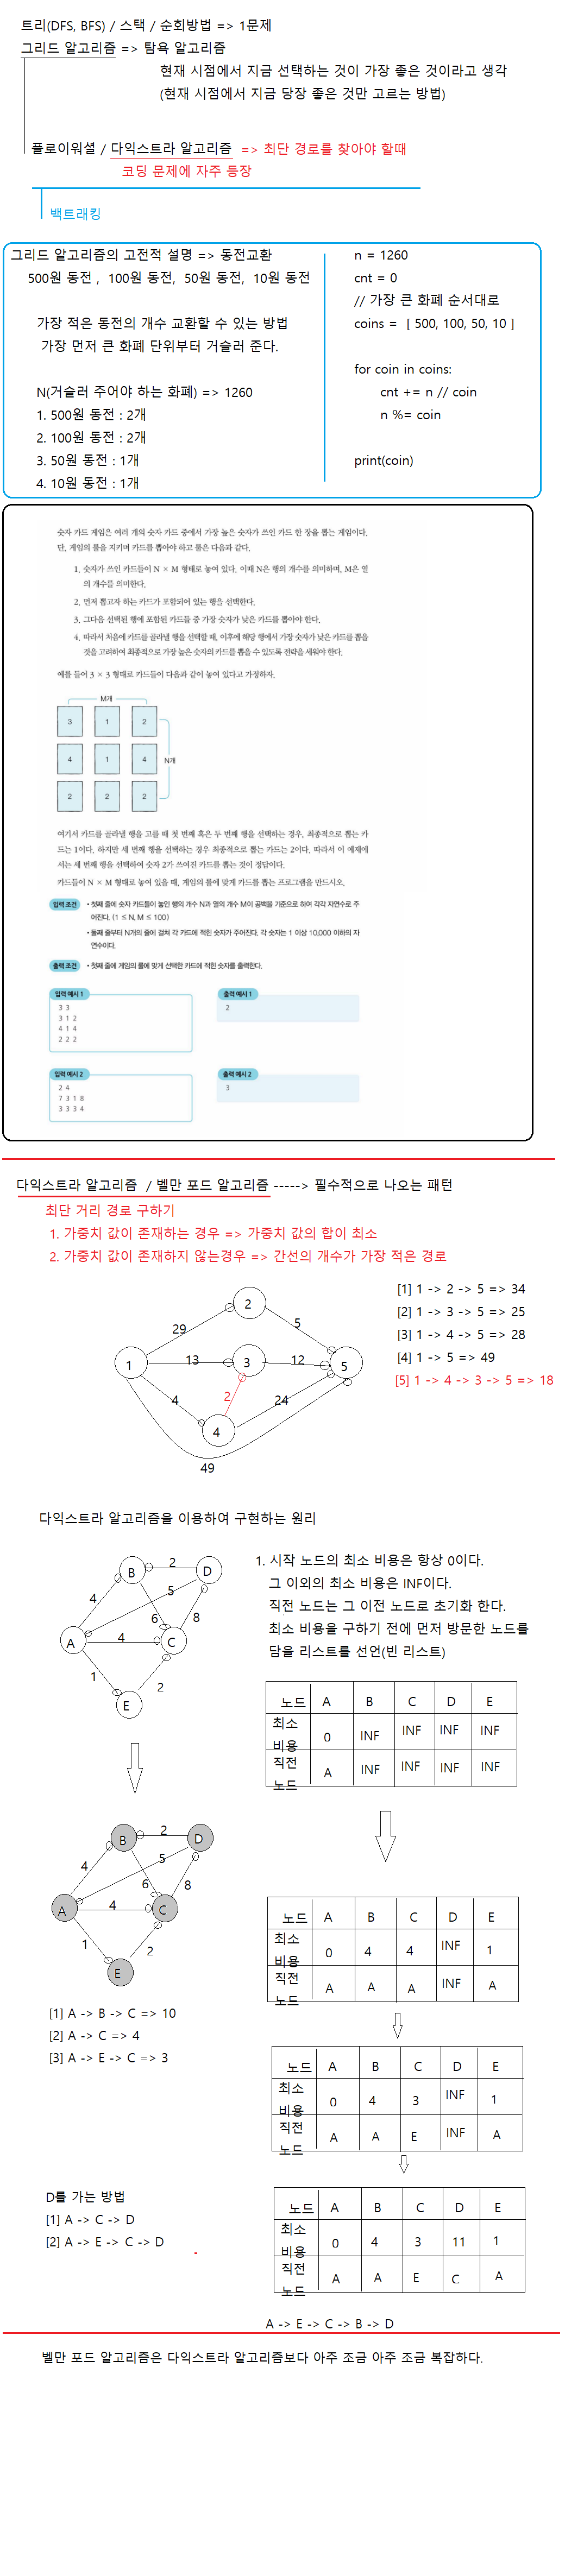 트리(DFS, BFS) / 스택 / 순회방법 => 1문제
그리드 알고리즘 => 탐욕 알고리즘
현재 시점에서 지금 선택하는 것이 가장 좋은 것이라고 생각
(현재 시점에서 지금 당장 좋은 것만 고르는 방법)
플로이워셜 / 다익스트라 알고리즘 => 최단 경로를 찾아야 할때
코딩 문제에 자주 등장
백트래킹
그리드 알고리즘의 고전적 설명 => 동전교환
500원 동전 , 100원 동전, 50원 동전, 10원 동전
가장 적은 동전의 개수 교환할 수 있는 방법
가장 먼저 큰 화폐 단위부터 거슬러 준다.
N(거슬러 주어야 하는 화폐) => 1260
1. 500원 동전 : 2개
2. 100원 동전 : 2개
3. 50원 동전 : 1개
4. 10원 동전 : 1개
n = 1260
cnt = 0
// 가장 큰 화폐 순서대로
coins = [ 500, 100, 50, 10 ]
for coin in coins:
cnt += n // coin
n %= coin
print(coin)
숫자 카드 게임은 여러 개의 숫자 카드 중에서 가장 높은 숫자가 쓰인 카드 한 장을 뽑는 게임이다.
단, 게임의 룰을 지키며 카드를 뽑아야 하고 룰은 다음과 같다.
1. 숫자가 쓰인 카드들이 N × M 형태로 놓여 있다. 이때 N은 행의 개수를 의미하며, M은 열
의 개수를 의미한다.
2. 먼저 뽑고자 하는 카드가 포함되어 있는 행을 선택한다.
3. 그다음 선택된 행에 포함된 카드들 중 가장 숫자가 낮은 카드를 뽑아야 한다.
4. 따라서 처음에 카드를 골라낼 행을 선택할 때, 이후에 해당 행에서 가장 숫자가 낮은 카드를 뽑을
것을 고려하여 최종적으로 가장 높은 숫자의 카드를 뽑을 수 있도록 전략을 세워야 한다.
예를 들어 3 × 3 형태로 카드들이 다음과 같이 놓여 있다고 가정하자.
M개
3 1 2
4 1 4
N개
2 2 2
여기서 카드를 골라낼 행을 고를 때 첫 번째 혹은 두 번째 행을 선택하는 경우, 최종적으로 뽑는 카
드는 1이다. 하지만 세 번째 행을 선택하는 경우 최종적으로 뽑는 카드는 2이다. 따라서 이 예제에
서는 세 번째 행을 선택하여 숫자 2가 쓰여진 카드를 뽑는 것이 정답이다.
카드들이 N × M 형태로 놓여 있을 때, 게임의 룰에 맞게 카드를 뽑는 프로그램을 만드시오.
입력 조건 • 첫째 줄에 숫자 카드들이 놓인 행의 개수 N과 열의 개수 M이 공백을 기준으로 하여 각각 자연수로 주
어진다. (1 ≤ N, M ≤ 100)
• 둘째 줄부터 N개의 줄에 걸쳐 각 카드에 적힌 숫자가 주어진다. 각 숫자는 1 이상 10,000 이하의 자
연수이다.
출력 조건 • 첫째 줄에 게임의 룰에 맞게 선택한 카드에 적힌 숫자를 출력한다.
입력 예시 1
3 3
3 1 2
4 1 4
2 2 2
출력 예시 1
2
입력 예시 2
2 4
7 3 1 8
3 3 3 4
출력 예시 2
3
다익스트라 알고리즘 / 벨만 포드 알고리즘 -----> 필수적으로 나오는 패턴
최단 거리 경로 구하기
1. 가중치 값이 존재하는 경우 => 가중치 값의 합이 최소
2. 가중치 값이 존재하지 않는경우 => 간선의 개수가 가장 적은 경로
2
29
5
1
13
3
12
5
4
2
24
4
49
[1] 1 -> 2 -> 5 => 34
[2] 1 -> 3 -> 5 => 25
[3] 1 -> 4 -> 5 => 28
[4] 1 -> 5 => 49
[5] 1 -> 4 -> 3 -> 5 => 18
다익스트라 알고리즘을 이용하여 구현하는 원리
B
2
D
4
5
6
8
A
4
C
1
2
E
1. 시작 노드의 최소 비용은 항상 0이다.
그 이외의 최소 비용은 INF이다.
직전 노드는 그 이전 노드로 초기화 한다.
최소 비용을 구하기 전에 먼저 방문한 노드를
담을 리스트를 선언(빈 리스트)
노드 A B C D E
최소
비용 0 INF INF INF INF
직전
노드 A INF INF INF INF
B
2
D
4
5
6
8
A
4
C
1
2
E
[1] A -> B -> C => 10
[2] A -> C => 4
[3] A -> E -> C => 3
노드 A B C D E
최소
비용 0 4 4 INF 1
직전
노드 A A A INF A
노드 A B C D E
최소
비용 0 4 3 INF 1
직전
노드 A A E INF A
D를 가는 방법
[1] A -> C -> D
[2] A -> E -> C -> D
노드 A B C D E
최소
비용 0 4 3 11 1
직전
노드 A A E C A
A -> E -> C -> B -> D
벨만 포드 알고리즘은 다익스트라 알고리즘보다 아주 조금 아주 조금 복잡하다.